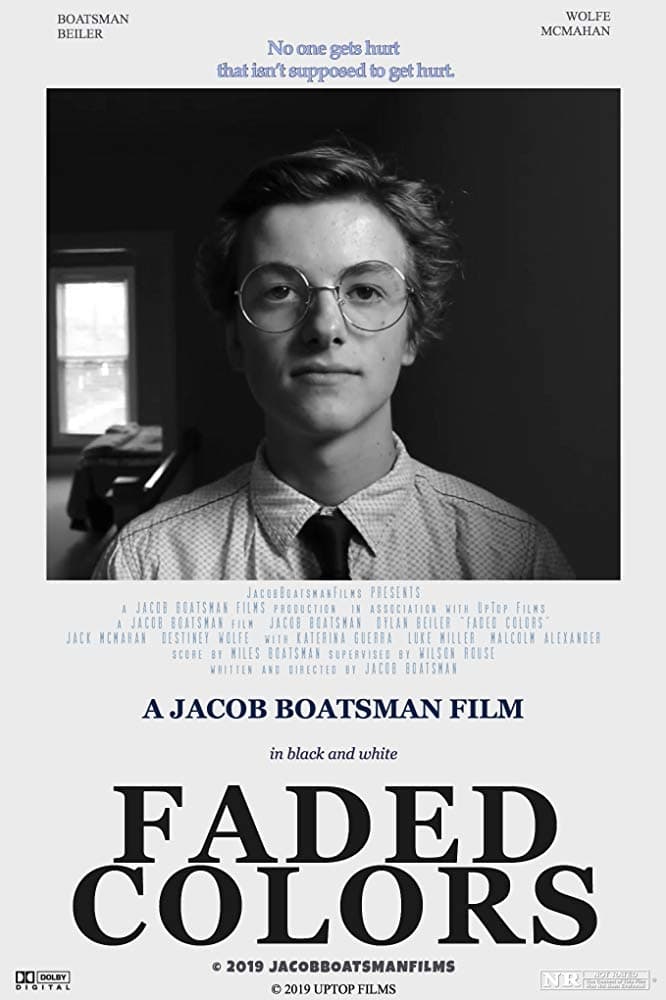 BOATSMAN
BEILER
WOLFE
MCMAHAN
No one gets hurt
that isn't supposed to get hurt.
JACOBBOATSMANFILMS PRESENTS
A JACOB BOATSMAN FILMS PRODUCTION IN ASSOCIATION WITH UPTOP FILMS
A JACOB BOATSMAN FILM JACOB BOATSMAN DYLAN BEILER "FADED COLORS"
JACK MCMAHAN DESTINEY WOLFE WITH KATERINA GUERRA LUKE MILLER MALCOLM ALEXANDER
SCORE BY MILES BOATSMAN SUPERVISED BY WILSON ROUSE
WRITTEN AND DIRECTED BY JACOB BOATSMAN
A JACOB BOATSMAN FILM
in black and white
FADED
COLORS
© 2019 JACOBBOATSMANFILMS
© 2019 UPTOP FILMS
DOLBY
DIGITAL
NR
NOT RATED